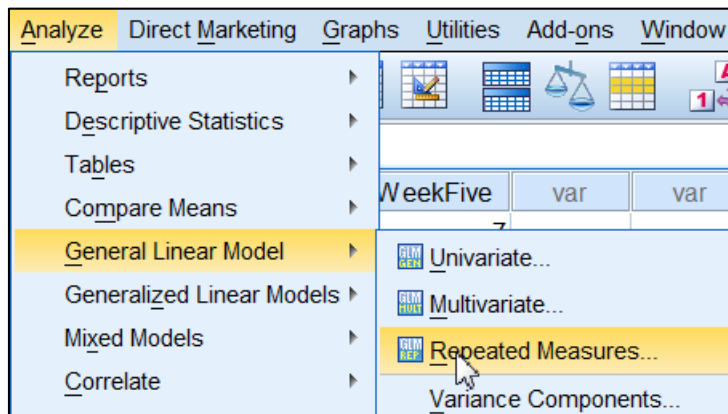 Analyze Direct Marketing Graphs Utilities Add-ons Window
Reports
Descriptive Statistics
Tables
WeekFive var var
Compare Means
7
General Linear Model
Univariate...
Generalized Linear Models
Multivariate...
Mixed Models
Repeated Measures...
Correlate
Variance Components...